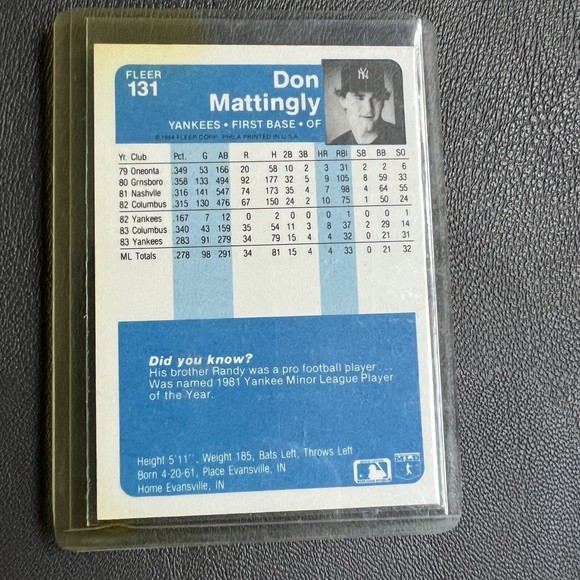 FLEER
131
Don
Mattingly
YANKEES • FIRST BASE • OF
© 1984 FLEER CORP., PHILA. PRINTED IN U.S.A.
Yr. Club Pct. G AB R H 2B 3B HR RBI SB BB SO
79 Oneonta .349 53 166 20 58 10 2 3 31 2 30 6
80 Grnsboro .358 133 494 92 177 32 5 9 105 8 59 33
81 Nashville .316 141 547 74 173 35 4 7 98 4 64 55
82 Columbus .315 130 476 67 150 24 2 10 75 1 50 24
82 Yankees .167 7 12 0 2 0 0 0 1 0 0 1
83 Columbus .340 43 159 35 54 11 3 8 37 2 29 14
83 Yankees .283 91 279 34 79 15 4 4 32 0 21 31
ML Totals .278 98 291 34 81 15 4 4 33 0 21 32
Did you know?
His brother Randy was a pro football player . . .
Was named 1981 Yankee Minor League Player
of the Year.
Height 5'11", Weight 185, Bats Left, Throws Left
Born 4-20-61, Place Evansville, IN
Home Evansville, IN